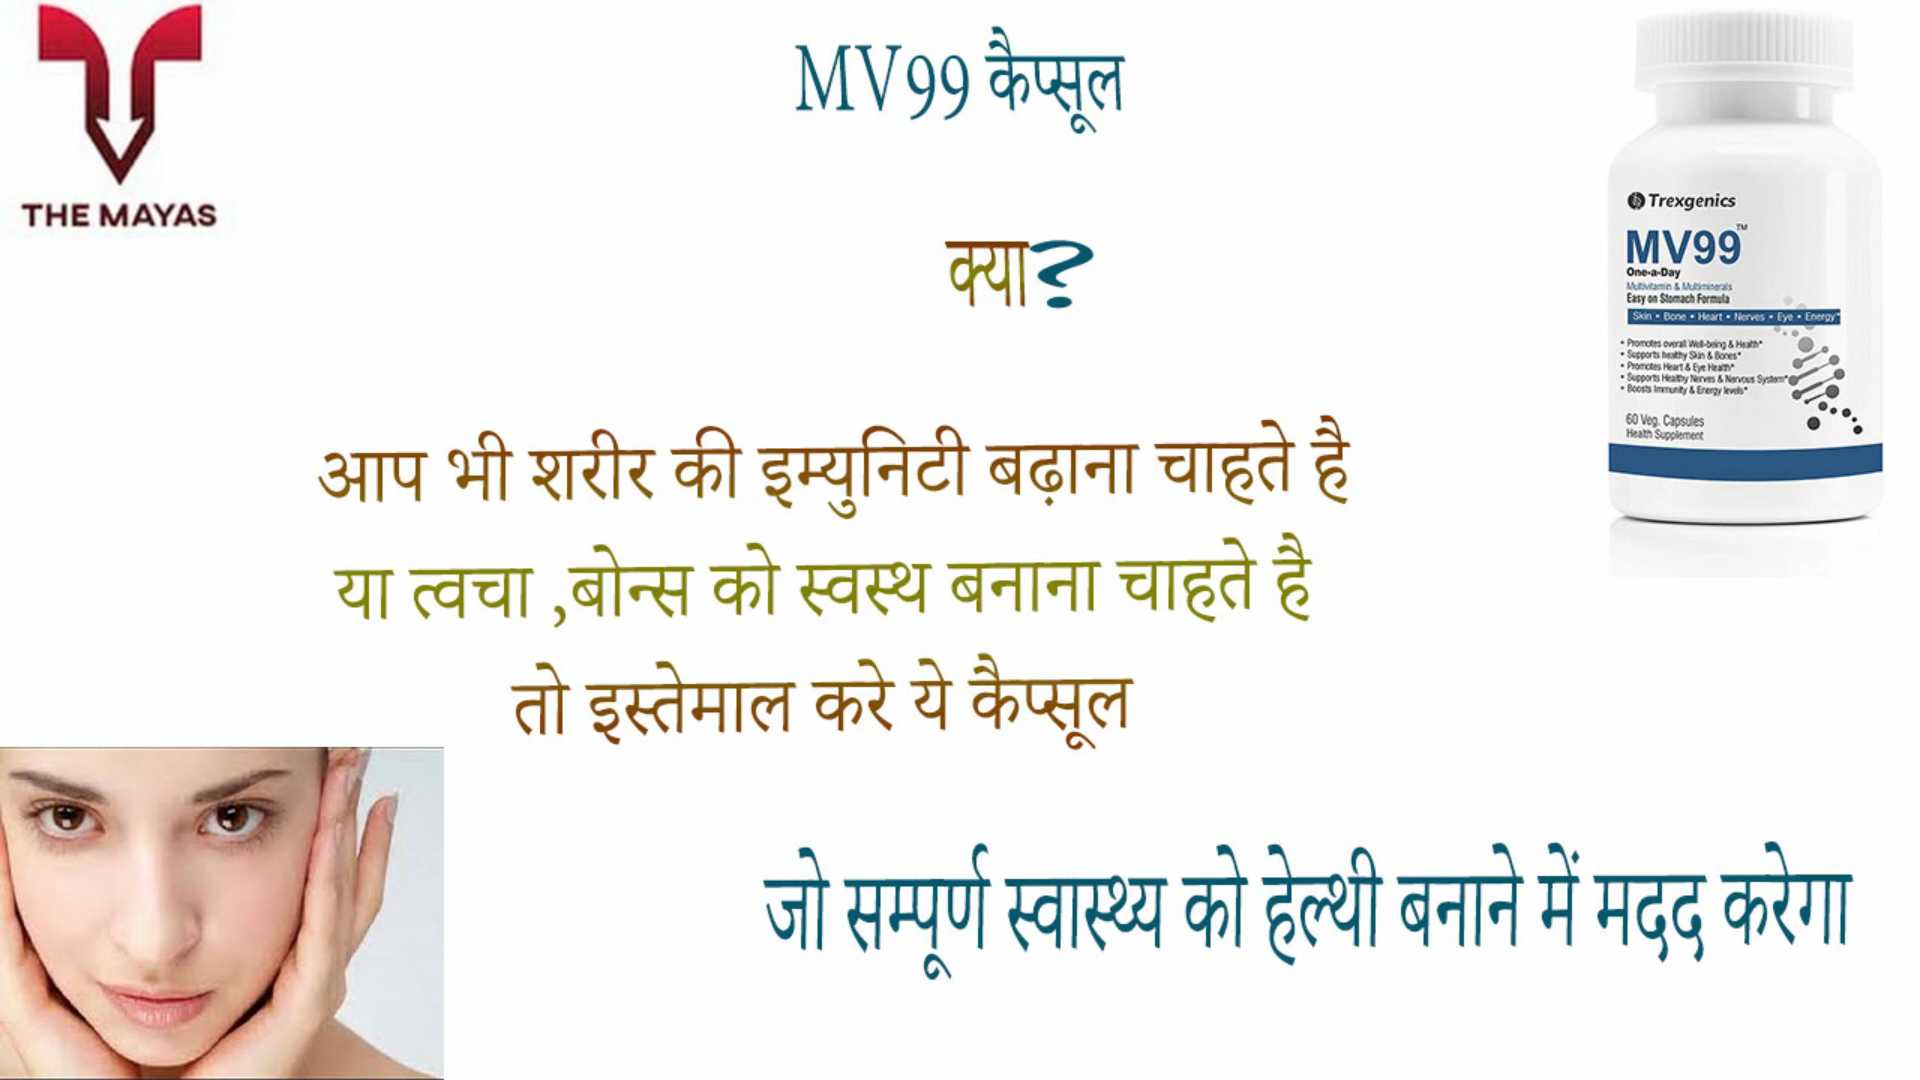 THE MAYAS
MV99 कैप्सूल
क्या?
आप भी शरीर की इम्युनिटी बढ़ाना चाहते है
या त्वचा ,बोन्स को स्वस्थ बनाना चाहते है
तो इस्तेमाल करे ये कैप्सूल
जो सम्पूर्ण स्वास्थ्य को हेल्थी बनाने में मदद करेगा
Trexgenics
MV99™
One-a-Day
Multivitamin & Multiminerals
Easy on Stomach Formula
Skin • Bone • Heart • Nerves • Eye • Energy*
• Promotes overall Well-being & Health*
• Supports healthy Skin & Bones*
• Promotes Heart & Eye Health*
• Supports Healthy Nerves & Nervous System*
• Boosts Immunity & Energy levels*
60 Veg. Capsules
Health Supplement